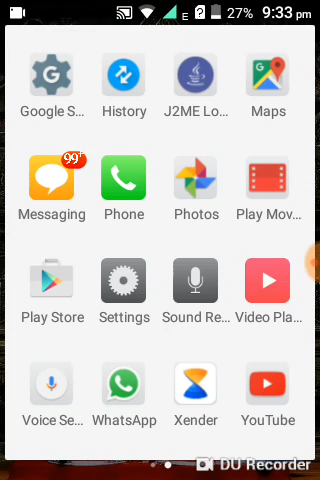 E 27% 9:33 pm
Google S... History J2ME Lo... Maps
99+
Messaging Phone Photos Play Mov...
Play Store Settings Sound Re... Video Pla...
Voice Se... WhatsApp Xender YouTube
DU Recorder